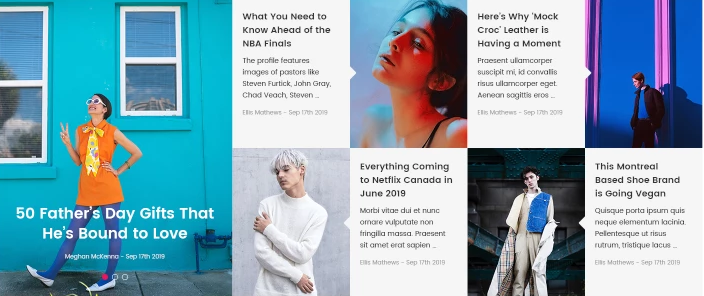 50 Father's Day Gifts That
He's Bound to Love
Meghan McKenna - Sep 17th 2019
What You Need to
Know Ahead of the
NBA Finals
The profile features
images of pastors like
Steven Furtick, John Gray,
Chad Veach, Steven ...
Ellis Mathews - Sep 17th 2019
Here's Why 'Mock
Croc' Leather is
Having a Moment
Praesent ullamcorper
suscipit mi, id convallis
risus ullamcorper eget.
Aenean sagittis eros ...
Ellis Mathews - Sep 17th 2019
Everything Coming
to Netflix Canada in
June 2019
Morbi vitae dui et nunc
ornare vulputate non
fringilla massa. Praesent
sit amet erat sapien ...
Ellis Mathews - Sep 17th 2019
This Montreal
Based Shoe Brand
is Going Vegan
Quisque porta ipsum quis
neque elementum lacinia.
Pellentesque ut risus
rutrum, tristique lacus ...
Ellis Mathews - Sep 17th 2019